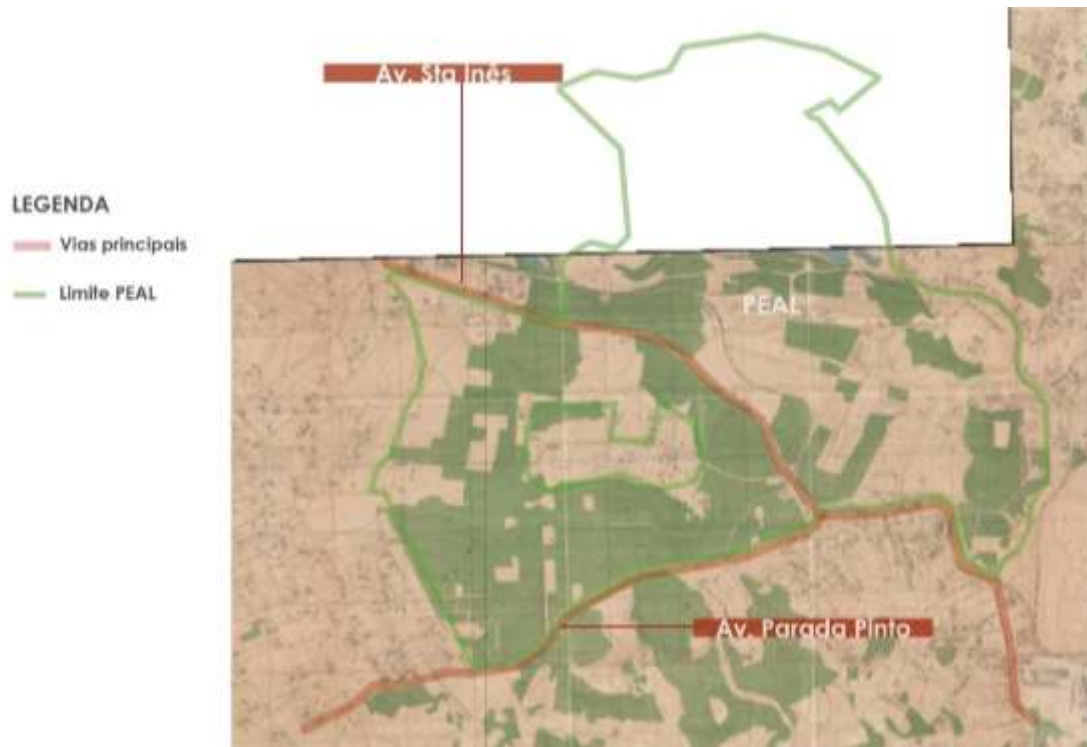 Av. Sta Inês
LEGENDA
Vias principais
Limite PEAL
PEAL
Av. Parada Pinto